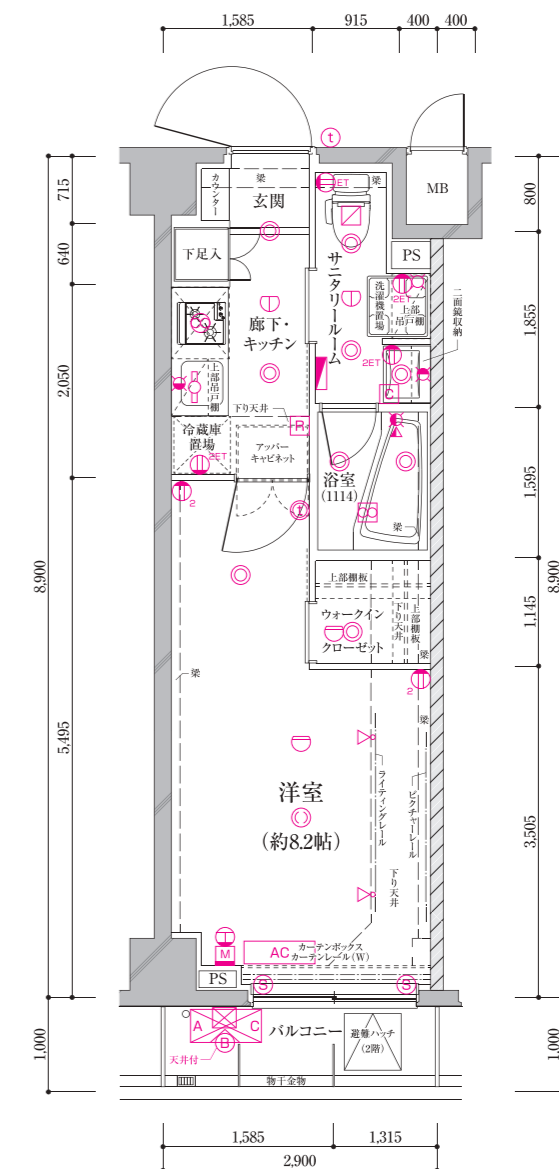 1,585
915
400
400
t
MB
カウンター
梁
玄関
2ET
梁
サニタリールーム
PS
下足入
廊下・
キッチン
洗濯機置場
2ET
上部吊戸棚
二面鏡収納
2ET
C
上部吊戸棚
下り天井
R
冷蔵庫
置場
2ET
アッパー
キャビネット
浴室
(1114)
梁
2
t
上部棚板
ウォークイン
クローゼット
下り天井
上部棚板
梁
2
梁
梁
洋室
(約8.2帖)
ライティングレール
ピクチャーレール
下り天井
T
M
AC
カーテンボックス
カーテンレール(W)
PS
S
S
A
C
B
天井付
バルコニー
避難ハッチ
(2階)
物干金物
715
640
2,050
5,495
8,900
1,000
800
1,855
1,595
1,145
3,505
8,900
1,000
1,585
1,315
2,900